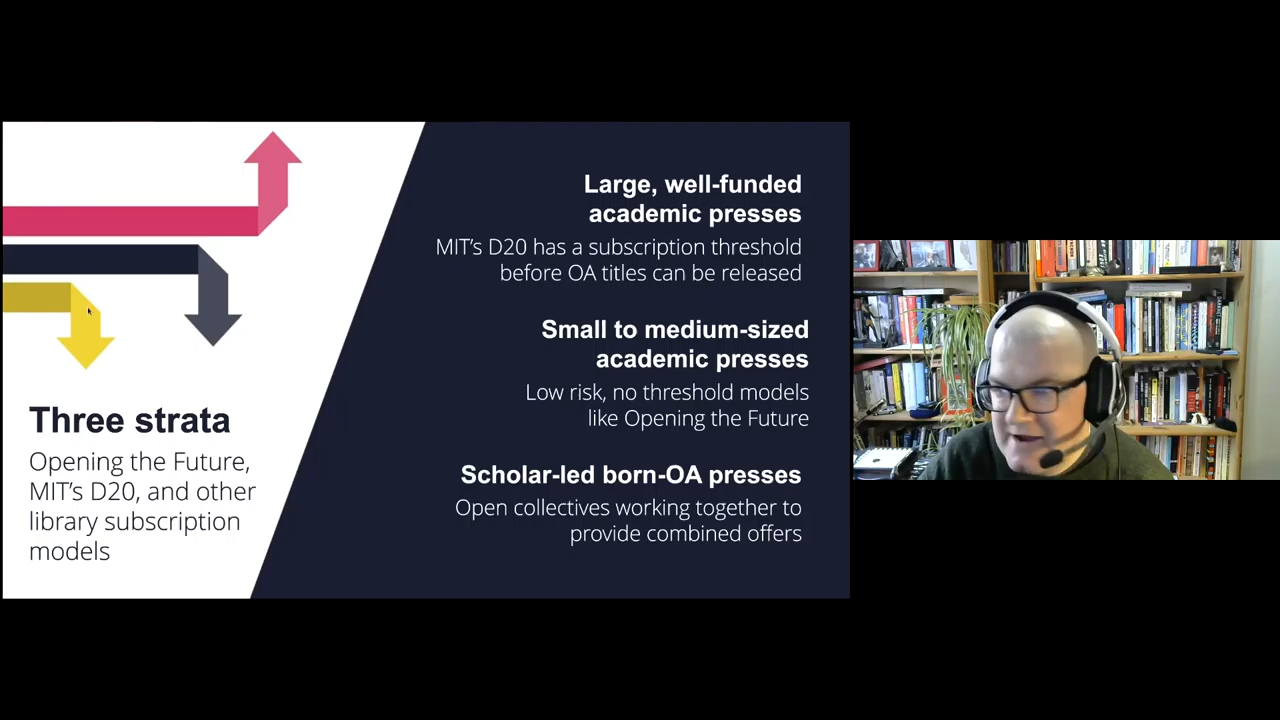 Three strata
Opening the Future,
MIT’s D20, and other
library subscription
models
Large, well-funded
academic presses
MIT’s D20 has a subscription threshold
before OA titles can be released
Small to medium-sized
academic presses
Low risk, no threshold models
like Opening the Future
Scholar-led born-OA presses
Open collectives working together to
provide combined offers